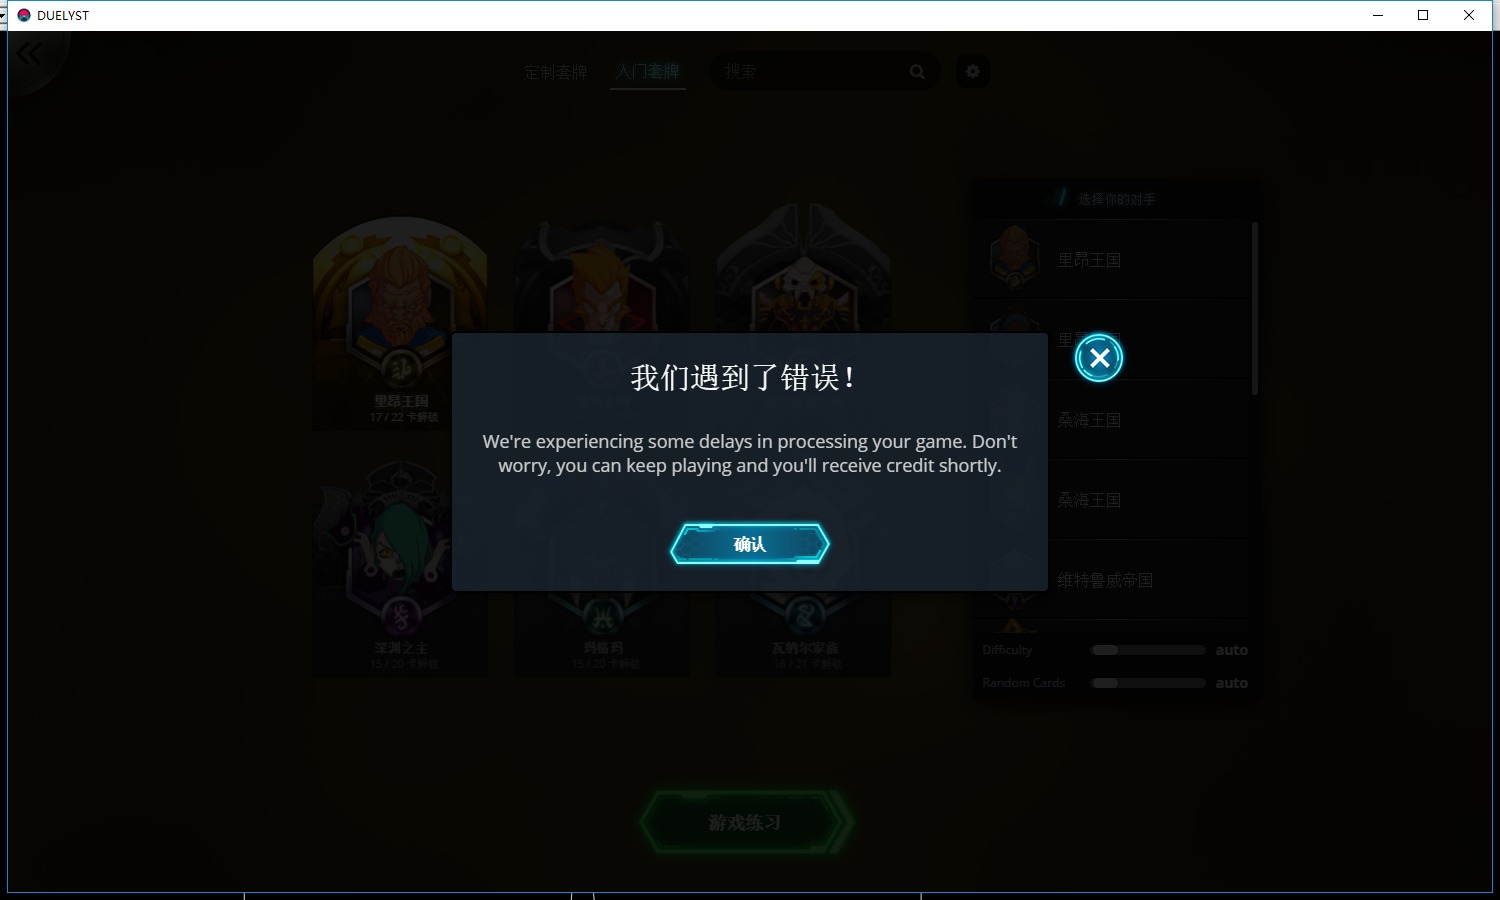 DUELYST
定制套牌
入门套牌
搜索
选择你的对手
里昂王国
桑海王国
桑海王国
维特鲁威帝国
里昂王国
17 / 22 卡解锁
我们遇到了错误！
We're experiencing some delays in processing your game. Don't
worry, you can keep playing and you'll receive credit shortly.
确认
深渊之主
15 / 20 卡解锁
玛格玛
15 / 20 卡解锁
瓦纳尔家族
16 / 21 卡解锁
Difficulty
auto
Random Cards
auto
游戏练习